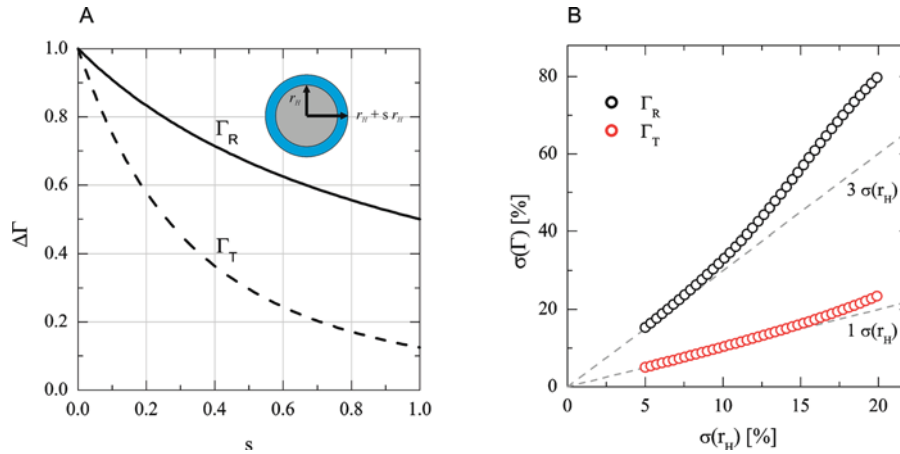 A
1.0
0.8
0.6
0.4
0.2
0.0
ΔΓ
Γ_R
Γ_T
r_H
r_H + s r_H
0.0 0.2 0.4 0.6 0.8 1.0
s
B
80
60
40
20
0
σ(Γ) [%]
Γ_R
Γ_T
3 σ(r_H)
1 σ(r_H)
0 5 10 15 20
σ(r_H) [%]